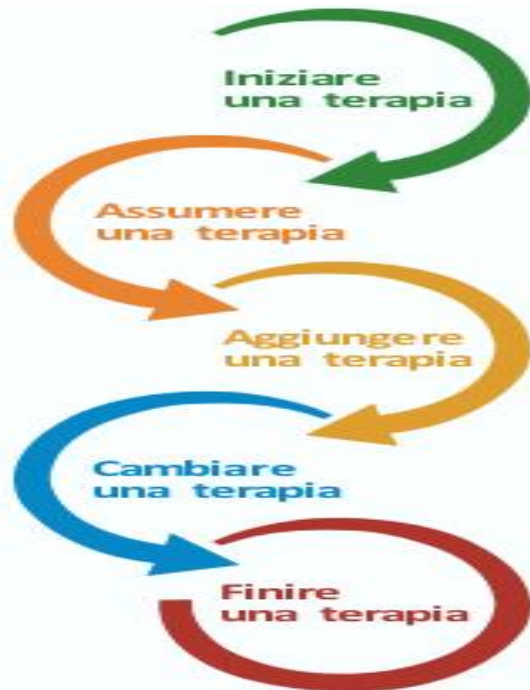 Iniziare
una terapia
Assumere
una terapia
Aggiungere
una terapia
Cambiare
una terapia
Finire
una terapia